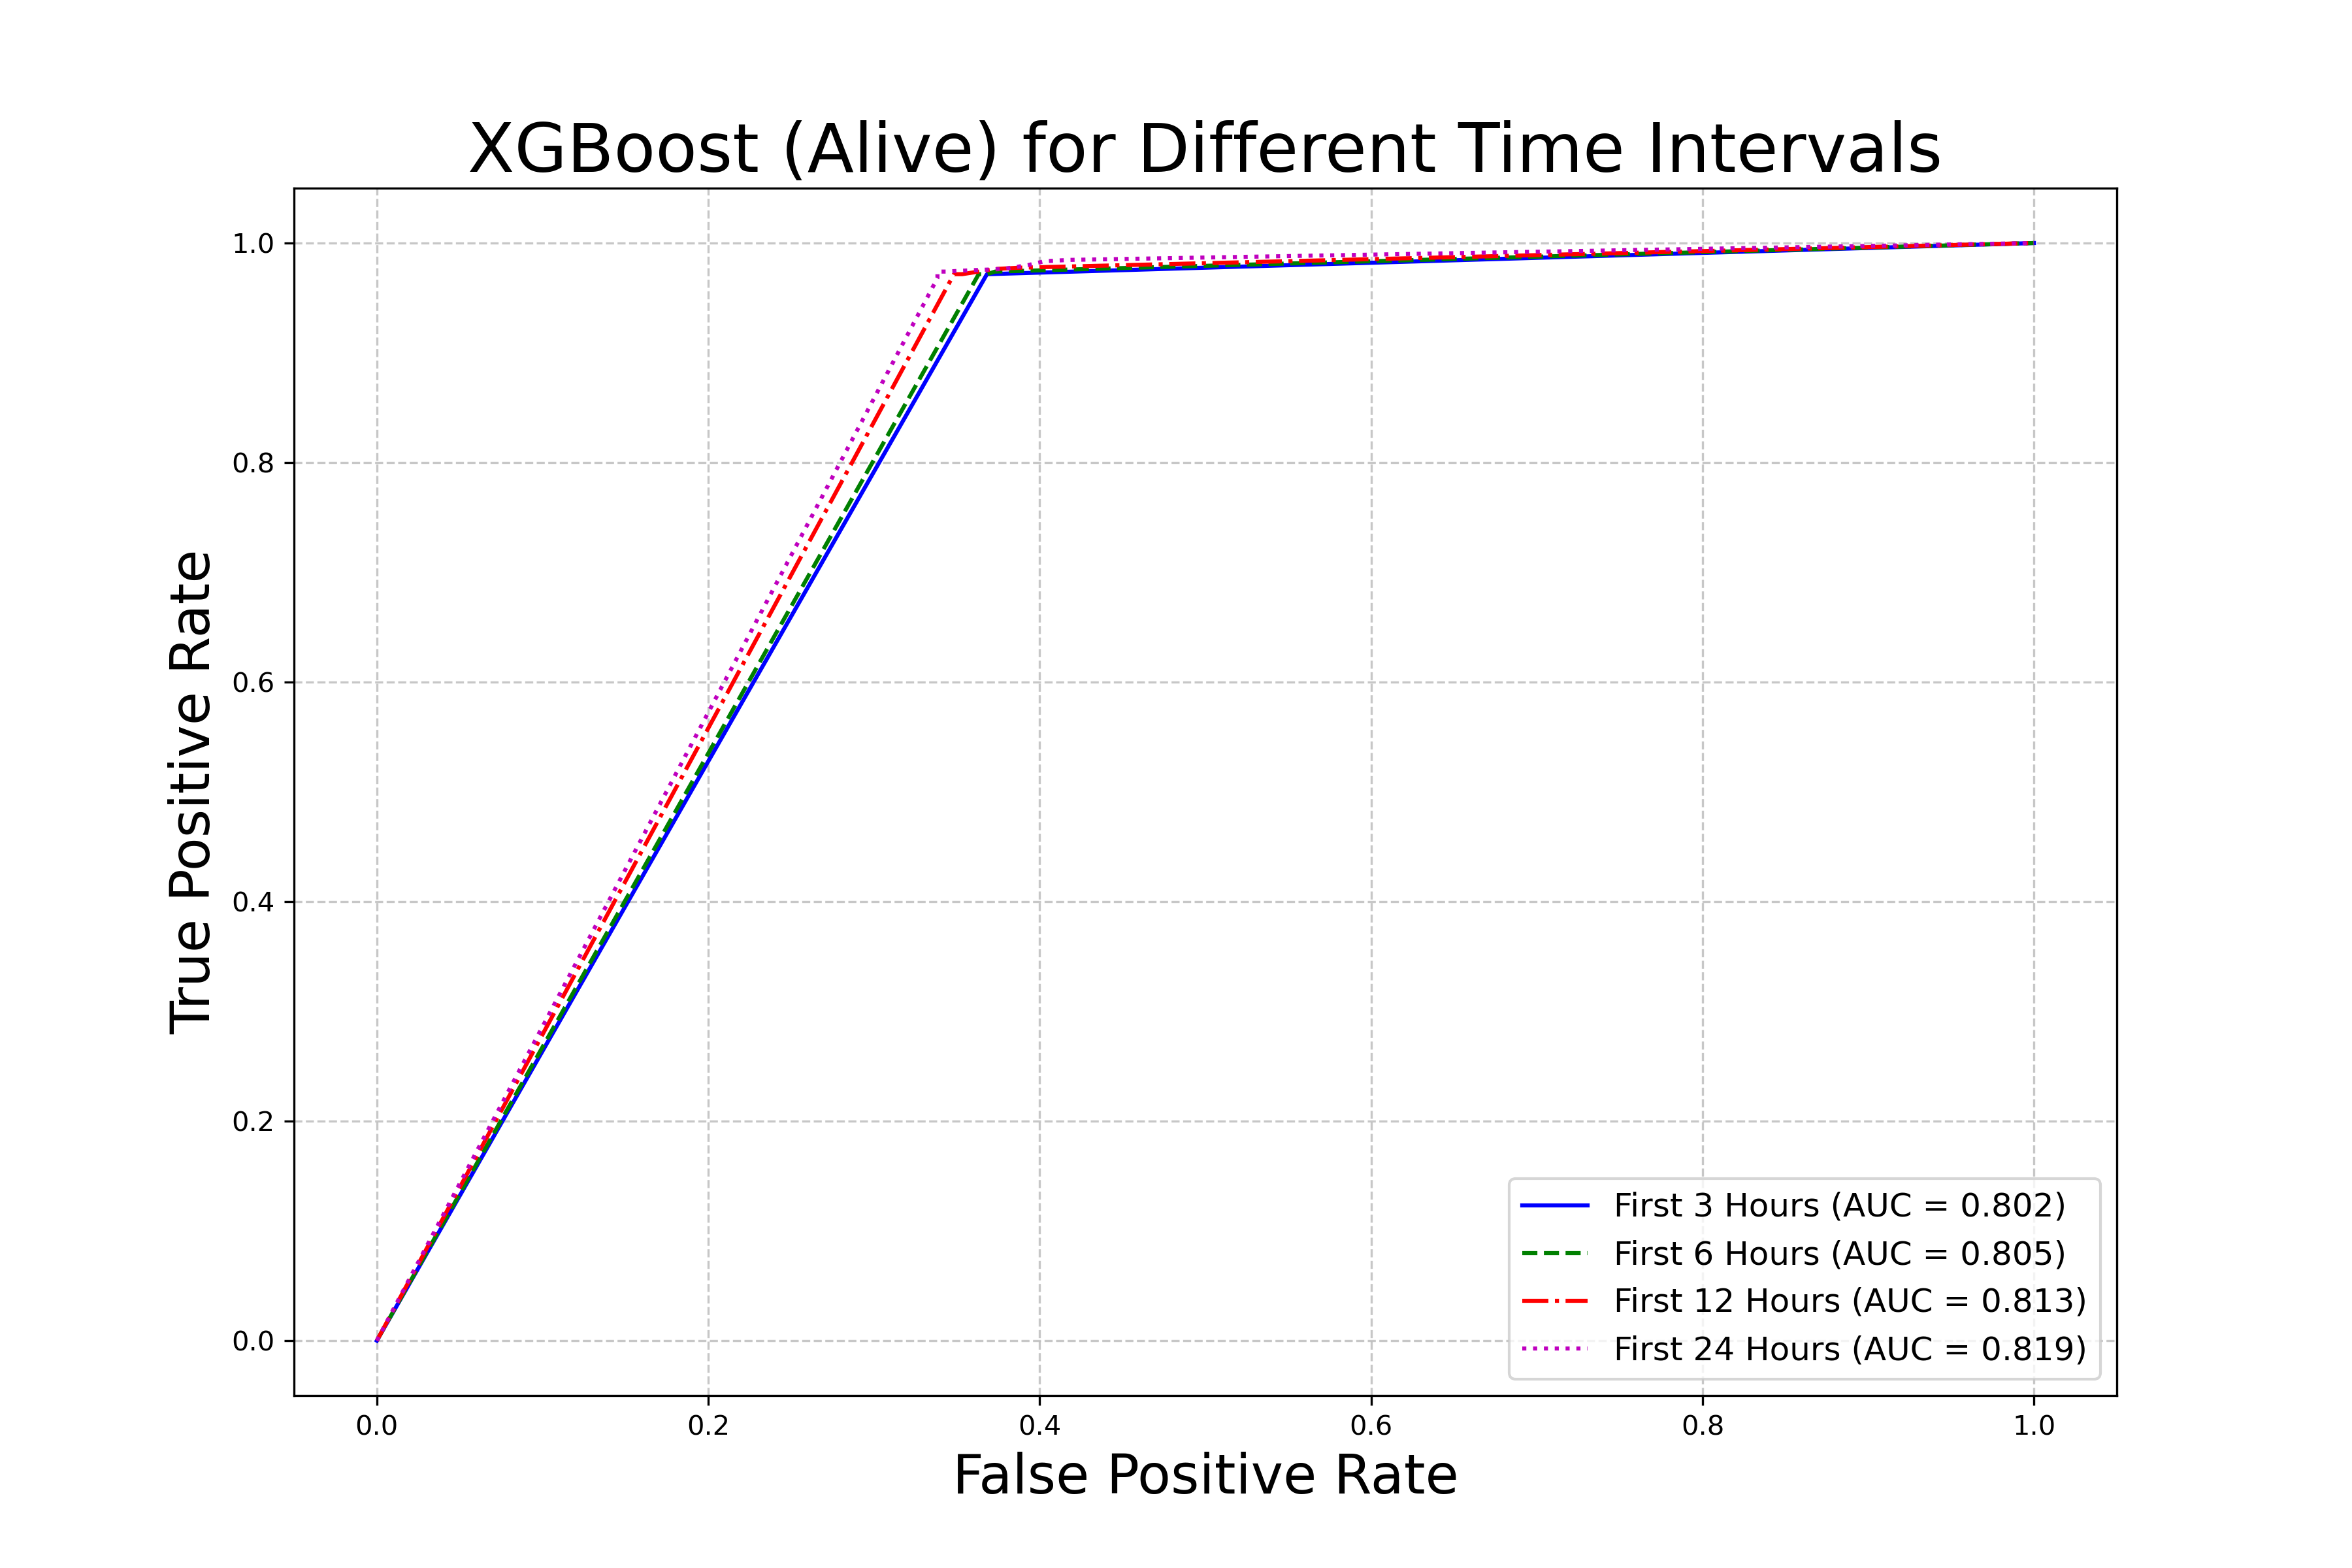 XGBoost (Alive) for Different Time Intervals
True Positive Rate
1.0
0.8
0.6
0.4
0.2
0.0
0.0 0.2 0.4 0.6 0.8 1.0
False Positive Rate
First 3 Hours (AUC = 0.802)
First 6 Hours (AUC = 0.805)
First 12 Hours (AUC = 0.813)
First 24 Hours (AUC = 0.819)